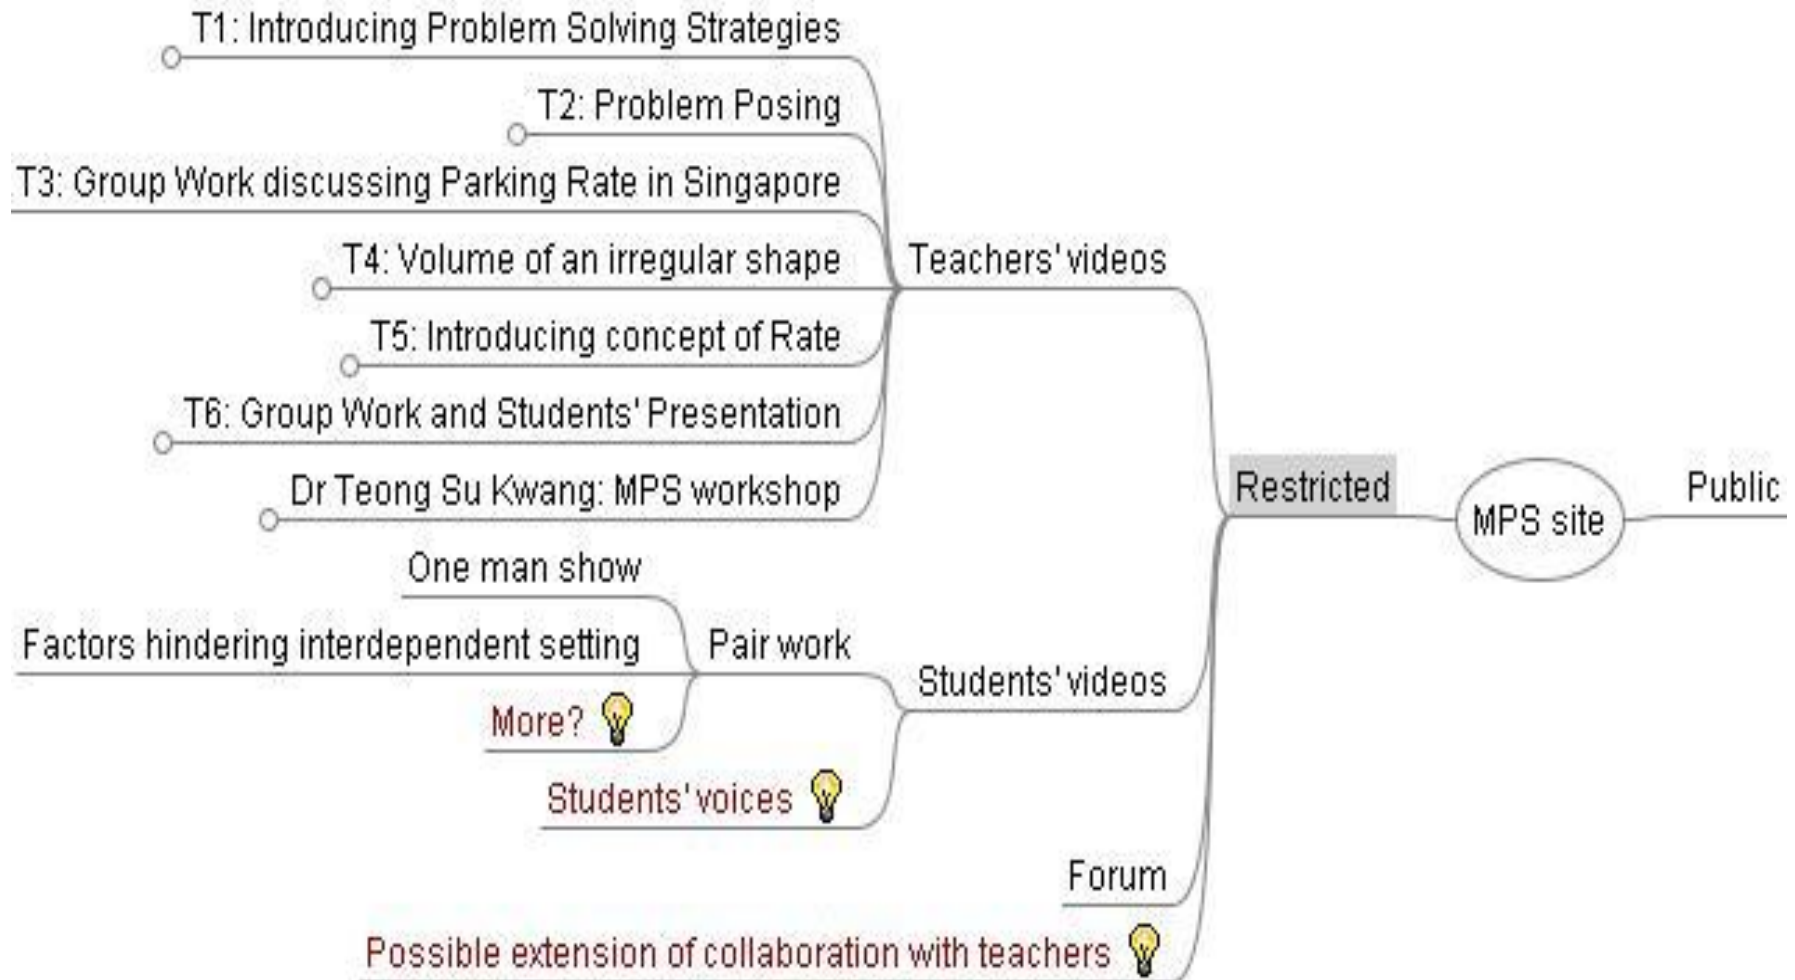 T1: Introducing Problem Solving Strategies
T2: Problem Posing
T3: Group Work discussing Parking Rate in Singapore
T4: Volume of an irregular shape
Teachers' videos
T5: Introducing concept of Rate
T6: Group Work and Students' Presentation
Dr Teong Su Kwang: MPS workshop
Restricted
MPS site
Public
One man show
Factors hindering interdependent setting
Pair work
Students' videos
More?
Students' voices
Forum
Possible extension of collaboration with teachers